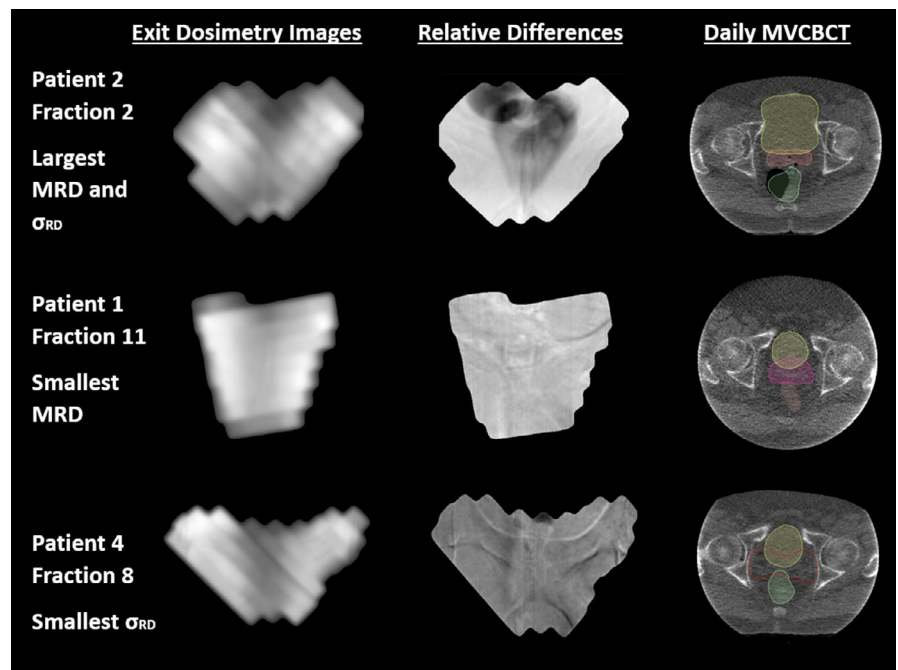 Exit Dosimetry Images Relative Differences Daily MVCBCT
Patient 2
Fraction 2
Largest
MRD and
σRD
Patient 1
Fraction 11
Smallest
MRD
Patient 4
Fraction 8
Smallest σRD